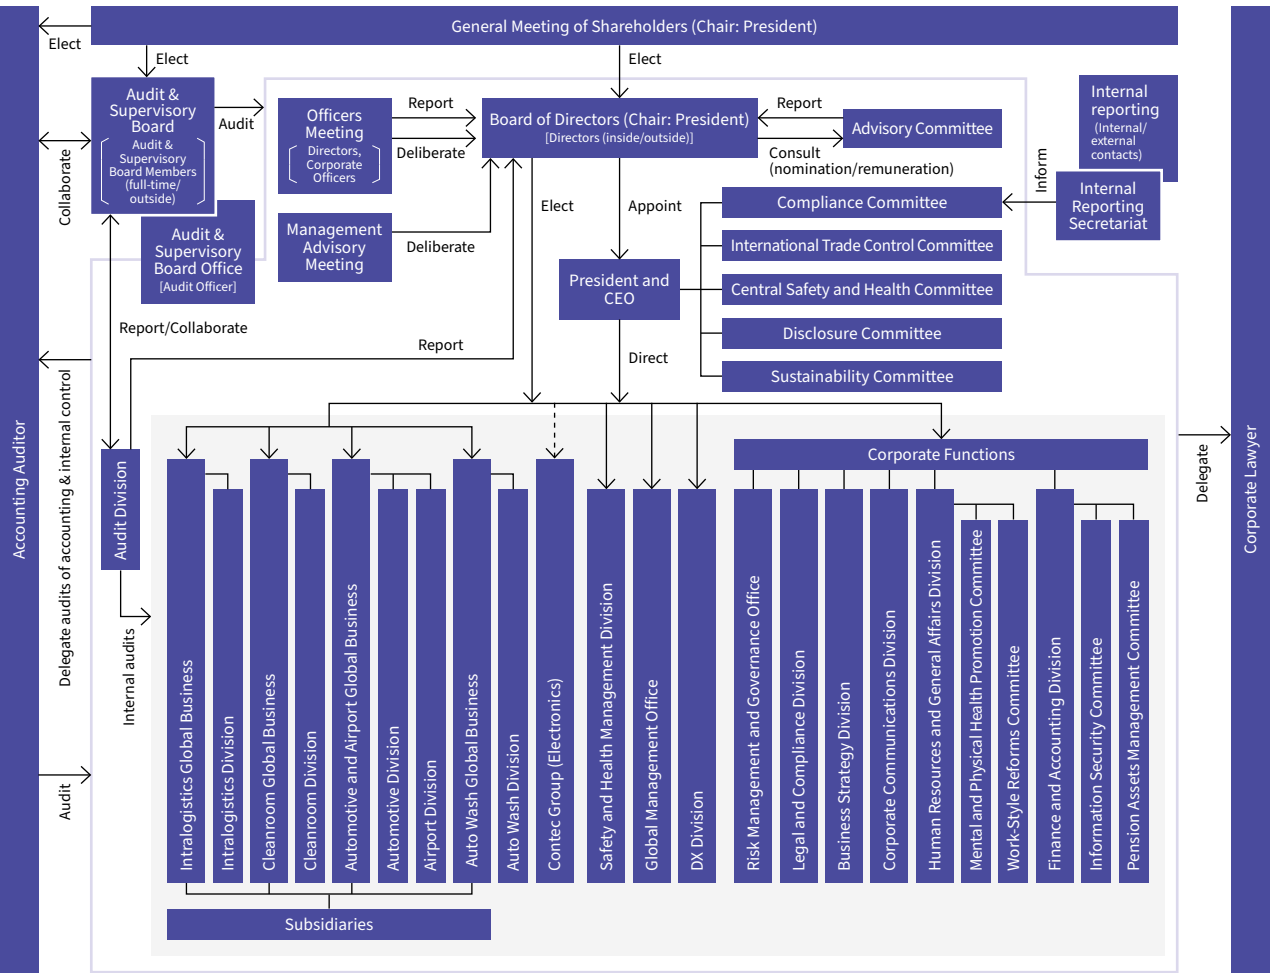 General Meeting of Shareholders (Chair: President)
Elect
Elect
Elect
Audit &
Supervisory
Board
Audit &
Supervisory
Board Members
(full-time/
outside)
Audit
Officers
Meeting
Directors,
Corporate
Officers
Report
Deliberate
Board of Directors (Chair: President)
[Directors (inside/outside)]
Report
Consult
(nomination/remuneration)
Advisory Committee
Internal
reporting
(Internal/
external
contacts)
Internal
Reporting
Secretariat
Inform
Collaborate
Audit &
Supervisory
Board Office
[Audit Officer]
Management
Advisory
Meeting
Deliberate
Elect
Appoint
President and
CEO
Compliance Committee
International Trade Control Committee
Central Safety and Health Committee
Disclosure Committee
Sustainability Committee
Report/Collaborate
Report
Direct
Accounting Auditor
Delegate audits of accounting & internal control
Audit Division
Internal audits
Audit
Delegate
Corporate Lawyer
Corporate Functions
Intralogistics Global Business
Intralogistics Division
Cleanroom Global Business
Cleanroom Division
Automotive and Airport Global Business
Automotive Division
Airport Division
Auto Wash Global Business
Auto Wash Division
Contec Group (Electronics)
Safety and Health Management Division
Global Management Office
DX Division
Risk Management and Governance Office
Legal and Compliance Division
Business Strategy Division
Corporate Communications Division
Human Resources and General Affairs Division
Mental and Physical Health Promotion Committee
Work-Style Reforms Committee
Finance and Accounting Division
Information Security Committee
Pension Assets Management Committee
Subsidiaries